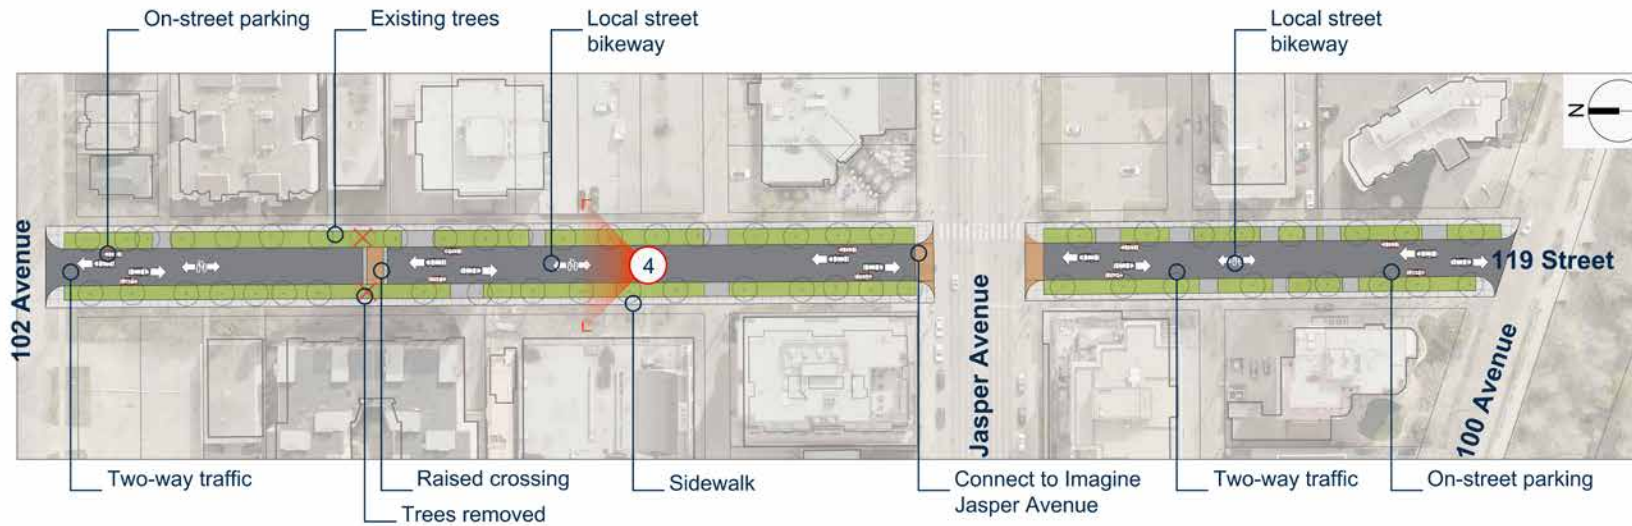 On-street parking
Existing trees
Local street
bikeway
Local street
bikeway
N
102 Avenue
4
119 Street
Jasper Avenue
100 Avenue
Two-way traffic
Raised crossing
Trees removed
Sidewalk
Connect to Imagine
Jasper Avenue
Two-way traffic
On-street parking